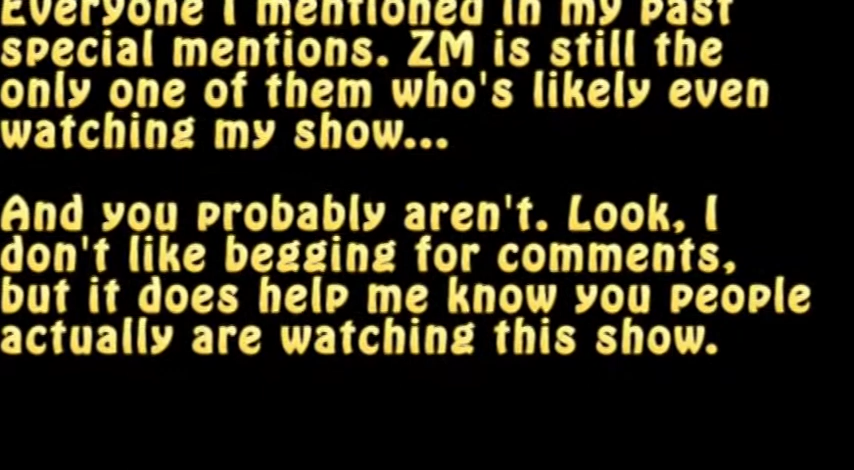 Everyone I mentioned in my past
special mentions. ZM is still the
only one of them who's likely even
watching my show...
And you probably aren't. Look, I
don't like begging for comments,
but it does help me know you people
actually are watching this show.